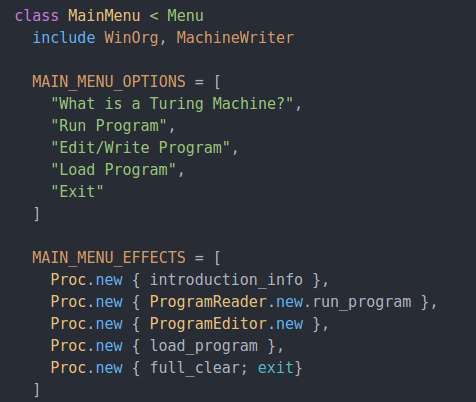 class MainMenu < Menu
  include WinOrg, MachineWriter

  MAIN_MENU_OPTIONS = [
    "What is a Turing Machine?",
    "Run Program",
    "Edit/Write Program",
    "Load Program",
    "Exit"
  ]

  MAIN_MENU_EFFECTS = [
    Proc.new { introduction_info },
    Proc.new { ProgramReader.new.run_program },
    Proc.new { ProgramEditor.new },
    Proc.new { load_program },
    Proc.new { full_clear; exit}
  ]